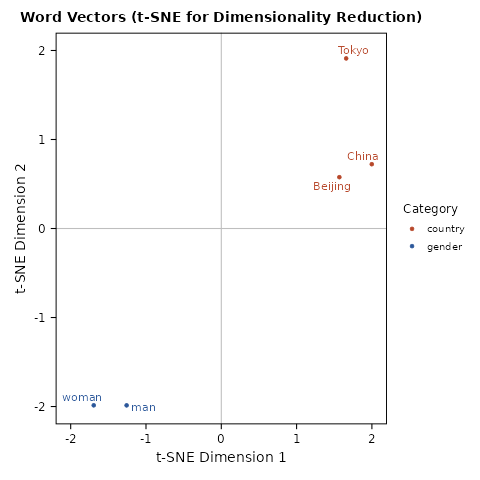 Word Vectors (t-SNE for Dimensionality Reduction)
2
1
0
-1
-2
t-SNE Dimension 2
Tokyo
China
Beijing
woman
man
-2
-1
0
1
2
t-SNE Dimension 1
Category
country
gender